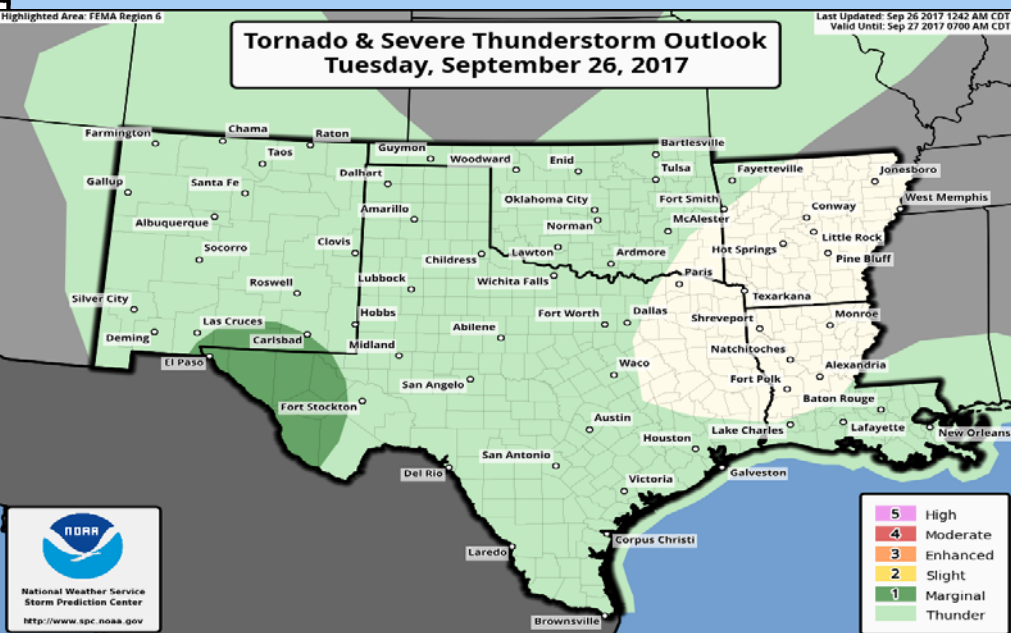 Highlighted Area: FEMA Region 6
Last Updated: Sep 26 2017 1242 AM CDT
Valid Until: Sep 27 2017 0700 AM CDT
Tornado & Severe Thunderstorm Outlook
Tuesday, September 26, 2017
Farmington
Chama
Raton
Taos
Guymon
Woodward
Enid
Bartlesville
Tulsa
Fayetteville
Jonesboro
Gallup
Santa Fe
Dalhart
Amarillo
Oklahoma City
Fort Smith
West Memphis
Albuquerque
Norman
McAlester
Conway
Socorro
Clovis
Childress
Lawton
Ardmore
Hot Springs
Little Rock
Pine Bluff
Roswell
Lubbock
Wichita Falls
Paris
Texarkana
Silver City
Las Cruces
Hobbs
Abilene
Fort Worth
Dallas
Shreveport
Monroe
Deming
Carlsbad
Midland
Natchitoches
El Paso
San Angelo
Waco
Fort Polk
Alexandria
Fort Stockton
Austin
Baton Rouge
Houston
Lake Charles
Lafayette
New Orleans
Del Rio
San Antonio
Victoria
Galveston
Laredo
Corpus Christi
Brownsville
NOAA
National Weather Service
Storm Prediction Center
http://www.spc.noaa.gov
5 High
4 Moderate
3 Enhanced
2 Slight
1 Marginal
Thunder